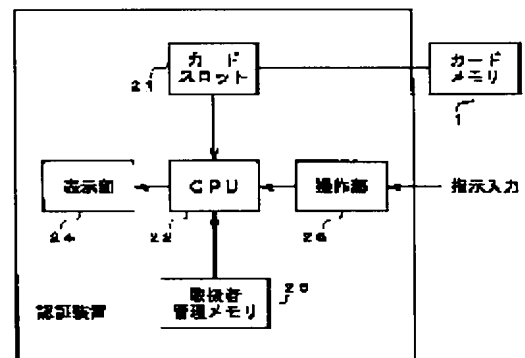 カード
スロット
カード
メモリ
21
1
表示部
CPU
操作部
指示入力
24
22
26
取扱者
管理メモリ
認証装置